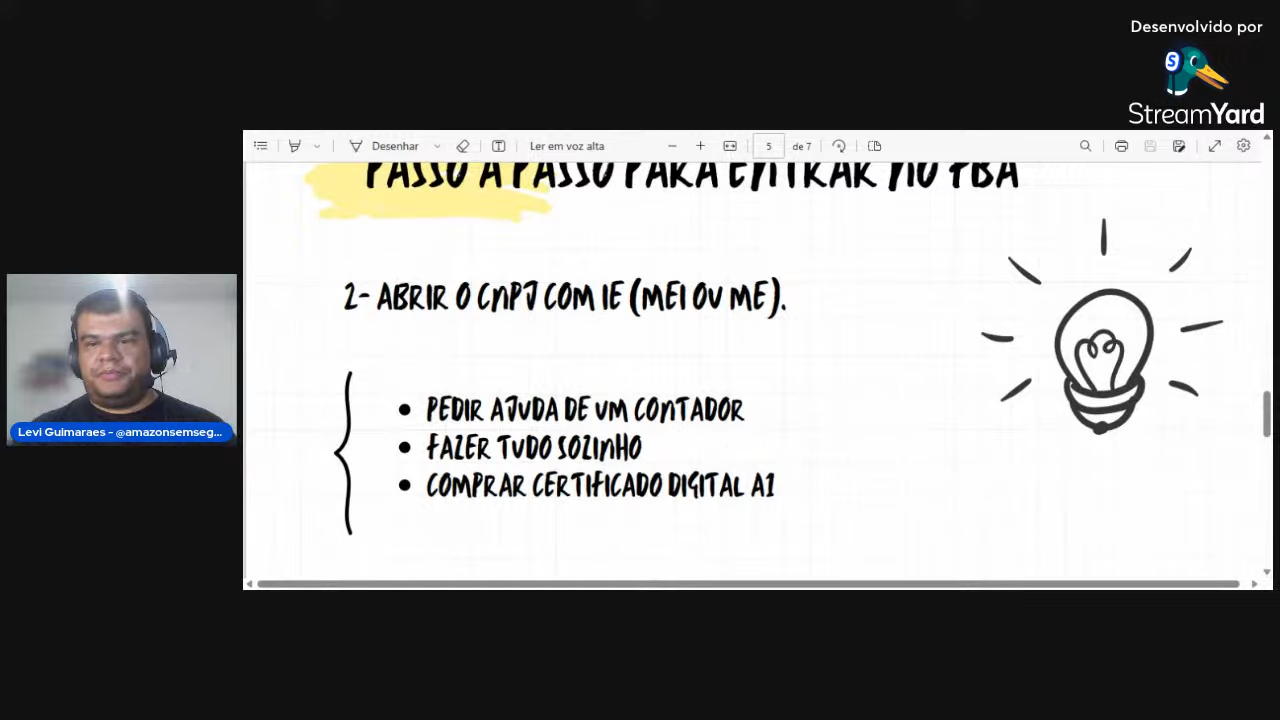 Desenvolvido por
StreamYard
Desenhar
Ler em voz alta
5 de 7
PASSO A PASSO PARA ENTRAR NO FBA
2- ABRIR O CNPJ COM IE (MEI OU ME).
• PEDIR AJUDA DE UM CONTADOR
• FAZER TUDO SOZINHO
• COMPRAR CERTIFICADO DIGITAL A1
Levi Guimaraes - @amazonsemseg...